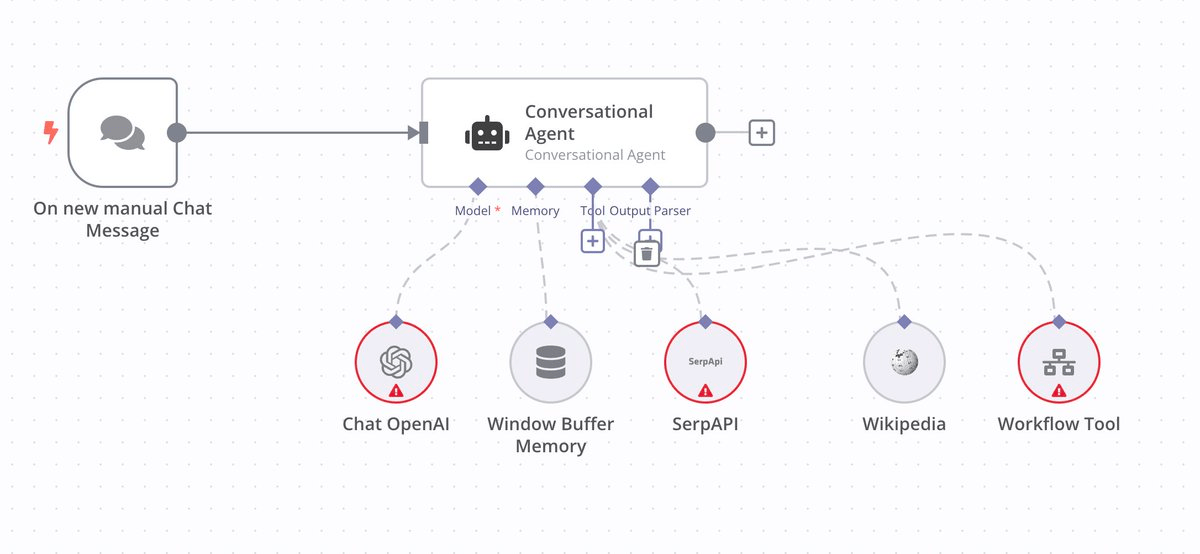 Conversational
Agent
Conversational Agent
On new manual Chat
Message
Model *
Memory
Tool
Output Parser
SerpApi
Chat OpenAI
Window Buffer
Memory
SerpAPI
Wikipedia
Workflow Tool